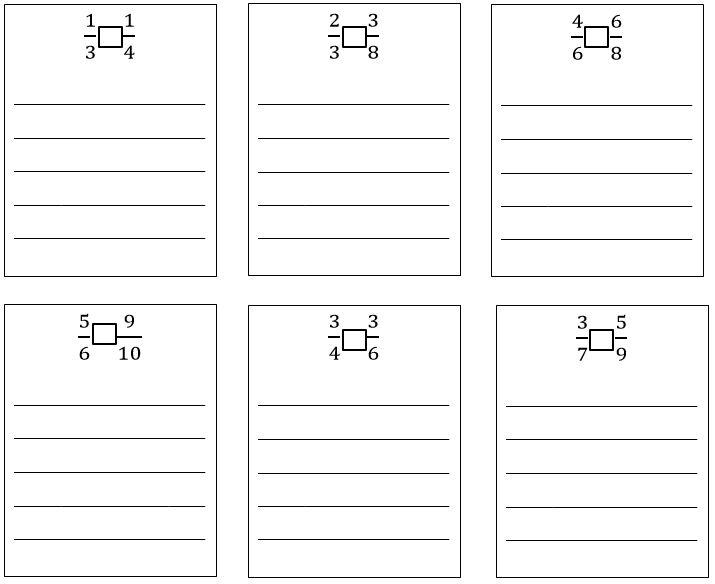 1/3 □ 1/4
2/3 □ 3/8
4/6 □ 6/8
5/6 □ 9/10
3/4 □ 3/6
3/7 □ 5/9